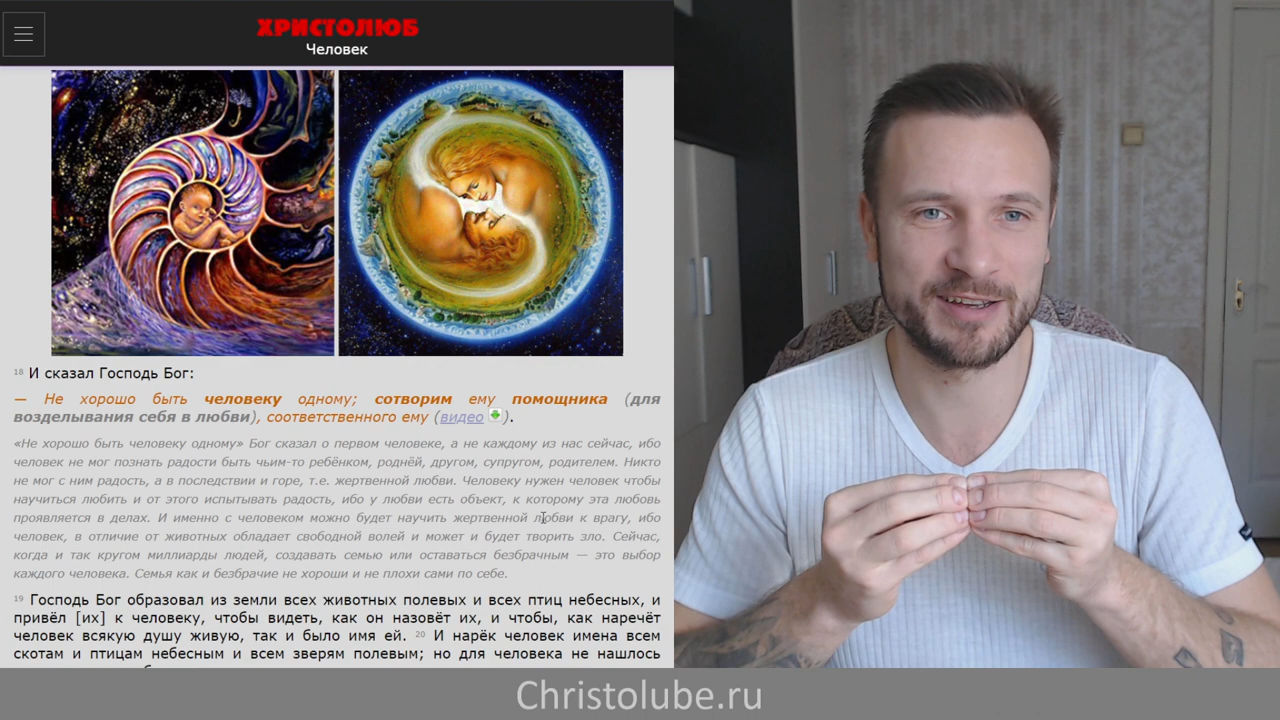 ХРИСТОЛЮБ
Человек
18 И сказал Господь Бог:
— Не хорошо быть человеку одному; сотворим ему помощника (для
возделывания себя в любви), соответственного ему (видео).
«Не хорошо быть человеку одному» Бог сказал о первом человеке, а не каждому из нас сейчас, ибо
человек не мог познать радости быть чьим-то ребёнком, роднёй, другом, супругом, родителем. Никто
не мог с ним радость, а в последствии и горе, т.е. жертвенной любви. Человеку нужен человек чтобы
научиться любить и от этого испытывать радость, ибо у любви есть объект, к которому эта любовь
проявляется в делах. И именно с человеком можно будет научить жертвенной любви к врагу, ибо
человек, в отличие от животных обладает свободной волей и может и будет творить зло. Сейчас,
когда и так кругом миллиарды людей, создавать семью или оставаться безбрачным — это выбор
каждого человека. Семья как и безбрачие не хороши и не плохи сами по себе.
19 Господь Бог образовал из земли всех животных полевых и всех птиц небесных, и
привёл [их] к человеку, чтобы видеть, как он назовёт их, и чтобы, как наречёт
человек всякую душу живую, так и было имя ей. 20 И нарёк человек имена всем
скотам и птицам небесным и всем зверям полевым; но для человека не нашлось
Christolube.ru